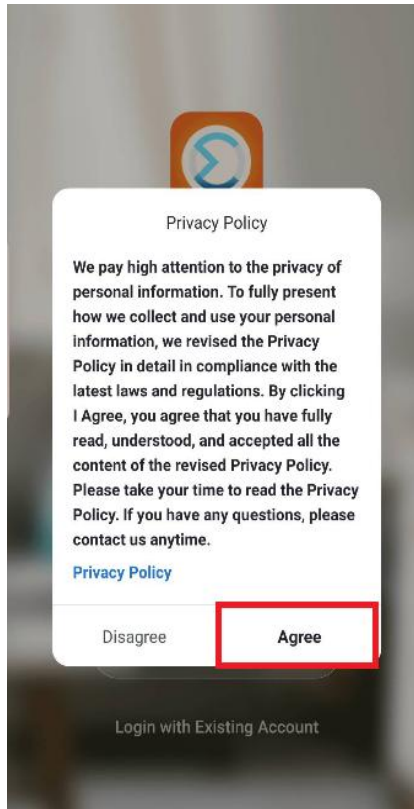 Privacy Policy
We pay high attention to the privacy of
personal information. To fully present
how we collect and use your personal
information, we revised the Privacy
Policy in detail in compliance with the
latest laws and regulations. By clicking
I Agree, you agree that you have fully
read, understood, and accepted all the
content of the revised Privacy Policy.
Please take your time to read the Privacy
Policy. If you have any questions, please
contact us anytime.
Privacy Policy
Disagree
Agree
Login with Existing Account